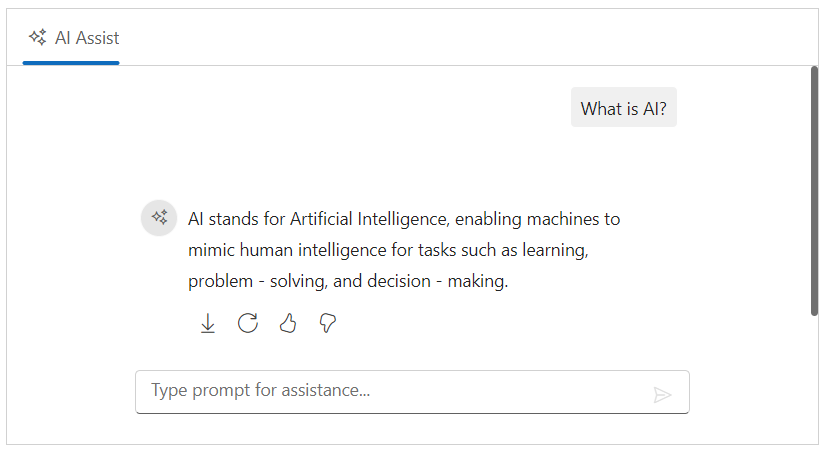 AI Assist
What is AI?
AI stands for Artificial Intelligence, enabling machines to
mimic human intelligence for tasks such as learning,
problem - solving, and decision - making.
Type prompt for assistance...